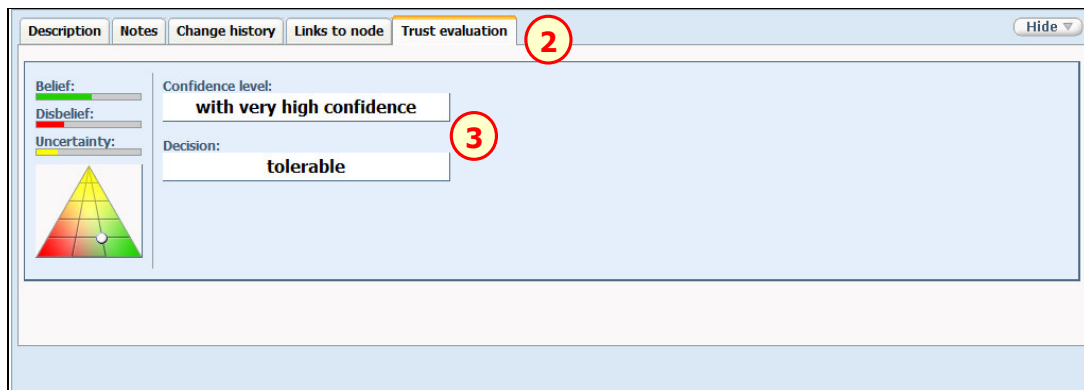 Description Notes Change history Links to node Trust evaluation 2 Hide
Belief:
Disbelief:
Uncertainty:
Confidence level:
with very high confidence
3
Decision:
tolerable